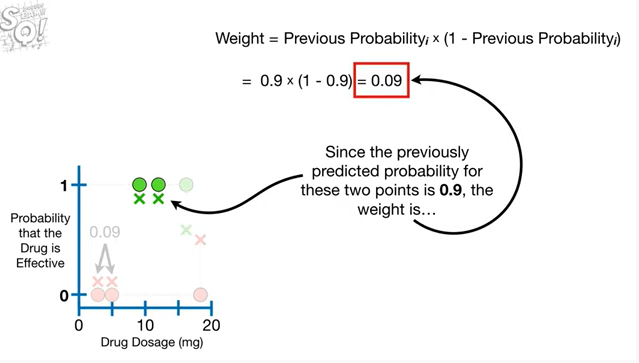 SQ!
Weight = Previous Probabilityᵢ × (1 - Previous Probabilityᵢ)
= 0.9 × (1 - 0.9) = 0.09
Since the previously
predicted probability for
these two points is 0.9, the
weight is…
1
Probability
that the
Drug is
Effective
0.09
0
0 10 20
Drug Dosage (mg)